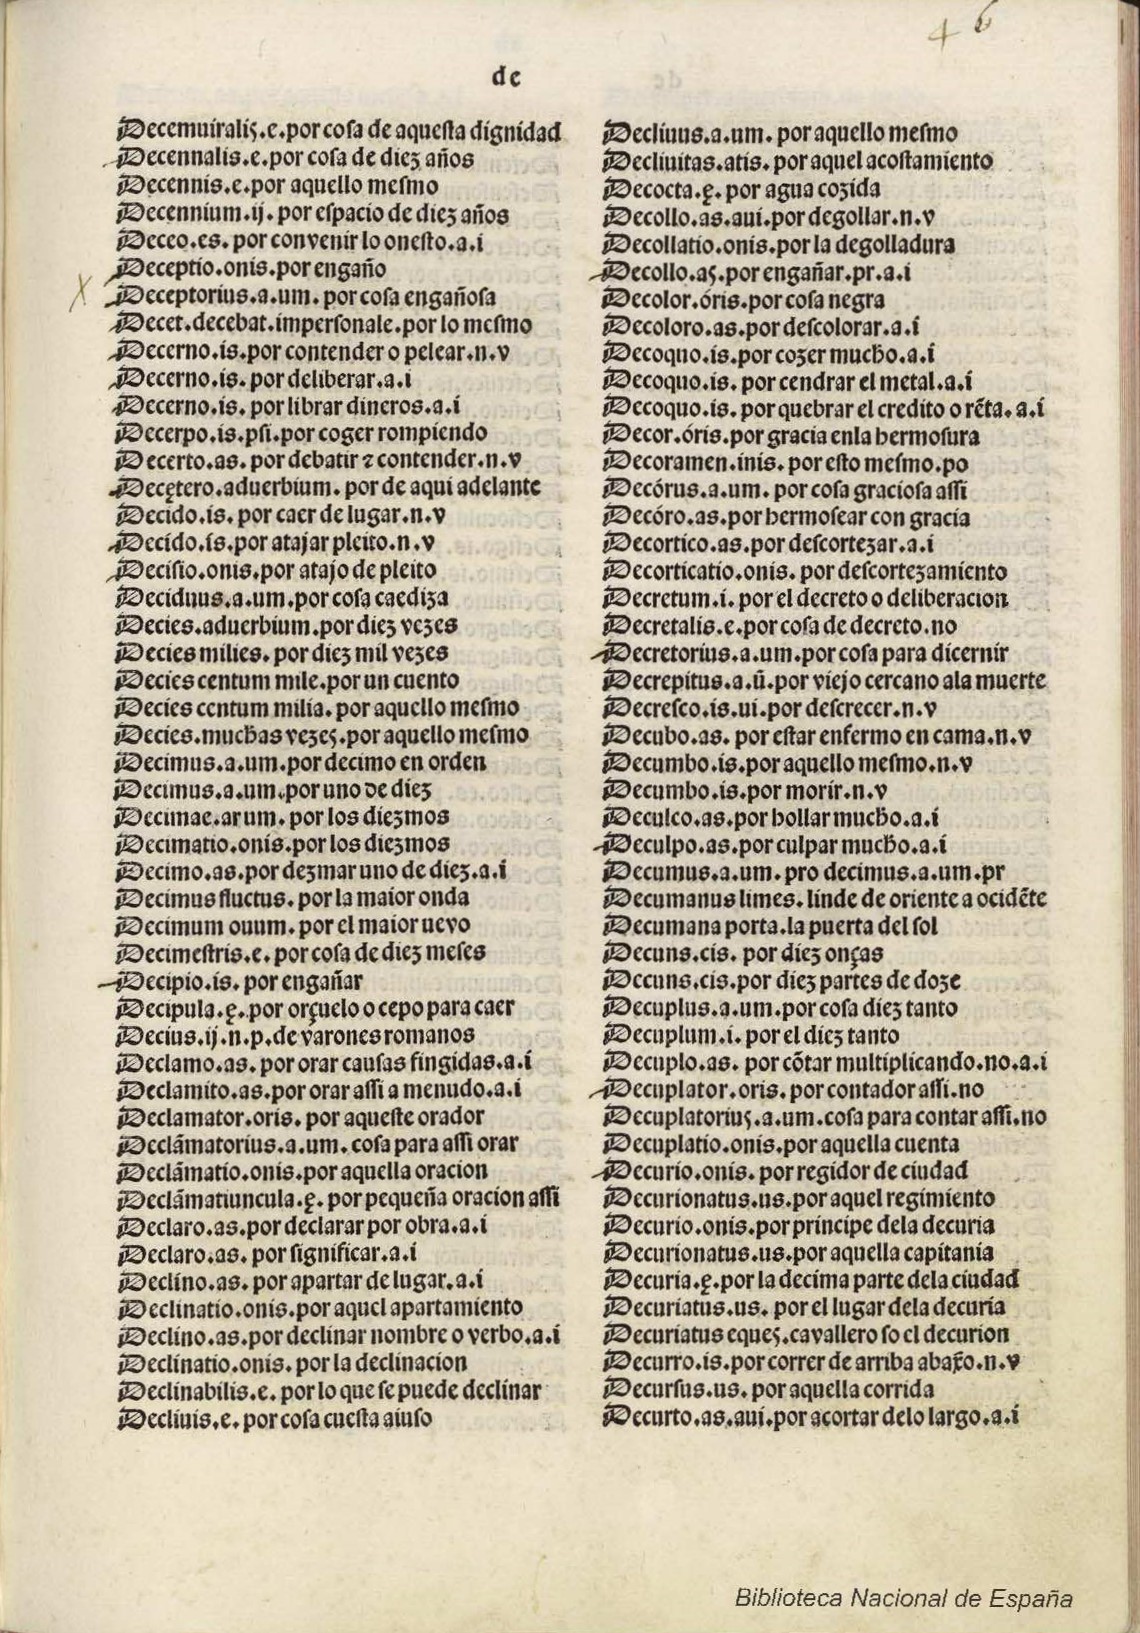 4 6
de
Decemuiralis.e.por cosa de aquesta dignidad
Decennalis.e.por cosa de diez años
Decennis.e.por aquello mesmo
Decennium.ij.por espacio de diez años
Deceo.es.por convenir lo onesto.a.i
Deceptio.onis.por engaño
X Deceptorius.a.um.por cosa engañosa
Decet.decebat.impersonale.por lo mesmo
Decerno.is.por contender o pelear.n.v
Decerno.is.por deliberar.a.i
Decerno.is.por librar dineros.a.i
Decerpo.is.psi.por coger rompiendo
Decerto.as.por debatir ⁊ contender.n.v
Decętero.aduerbium.por de aqui adelante
Decido.is.por caer de lugar.n.v
Decido.is.por atajar pleito.n.v
Decisio.onis.por atajo de pleito
Deciduus.a.um.por cosa caediza
Decies.aduerbium.por diez vezes
Decies milies.por diez mil vezes
Decies centum mile.por un cuento
Decies centum milia.por aquello mesmo
Decies.muchas vezes.por aquello mesmo
Decimus.a.um.por decimo en orden
Decimus.a.um.por uno de diez
Decimae.arum.por los diezmos
Decimatio.onis.por los diezmos
Decimo.as.por dezmar uno de diez.a.i
Decimus fluctus.por la maior onda
Decimum ouum.por el maior uevo
Decimestris.e.por cosa de diez meses
Decipio.is.por engañar
Decipula.ę.por orçuelo o cepo para caer
Decius.ij.n.p.de varones romanos
Declamo.as.por orar causas fingidas.a.i
Declamito.as.por orar assi a menudo.a.i
Declamator.oris.por aqueste orador
Declāmatorius.a.um.cosa para assi orar
Declāmatio.onis.por aquella oracion
Declāmatiuncula.ę.por pequeña oracion assi
Declaro.as.por declarar por obra.a.i
Declaro.as.por significar.a.i
Declino.as.por apartar de lugar.a.i
Declinatio.onis.por aquel apartamiento
Declino.as.por declinar nombre o verbo.a.i
Declinatio.onis.por la declinacion
Declinabilis.e.por lo que se puede declinar
Decliuis.e.por cosa cuesta aiuso
Decliuus.a.um.por aquello mesmo
Decliuitas.atis.por aquel acostamiento
Decocta.ę.por agua cozida
Decollo.as.aui.por degollar.n.v
Decollatio.onis.por la degolladura
Decollo.as.por engañar.pr.a.i
Decolor.óris.por cosa negra
Decoloro.as.por descolorar.a.i
Decoquo.is.por cozer mucho.a.i
Decoquo.is.por cendrar el metal.a.i
Decoquo.is.por quebrar el credito o rēta.a.i
Decor.óris.por gracia enla hermosura
Decoramen.inis.por esto mesmo.po
Decórus.a.um.por cosa graciosa assi
Decóro.as.por hermosear con gracia
Decortico.as.por descortezar.a.i
Decorticatio.onis.por descortezamiento
Decretum.i.por el decreto o deliberacion
Decretalis.e.por cosa de decreto.no
Decretorius.a.um.por cosa para dicernir
Decrepitus.a.ū.por viejo cercano ala muerte
Decresco.is.ui.por descrecer.n.v
Decubo.as.por estar enfermo en cama.n.v
Decumbo.is.por aquello mesmo.n.v
Decumbo.is.por morir.n.v
Deculco.as.por hollar mucho.a.i
Deculpo.as.por culpar mucho.a.i
Decumus.a.um.pro decimus.a.um.pr
Decumanus limes.linde de oriente a ocidēte
Decumana porta.la puerta del sol
Decuns.cis.por diez onças
Decuns.cis.por diez partes de doze
Decuplus.a.um.por cosa diez tanto
Decuplum.i.por el diez tanto
Decuplo.as.por cōtar multiplicando.no.a.i
Decuplator.oris.por contador assi.no
Decuplatorius.a.um.cosa para contar assi.no
Decuplatio.onis.por aquella cuenta
Decurio.onis.por regidor de ciudad
Decurionatus.us.por aquel regimiento
Decurio.onis.por principe dela decuria
Decurionatus.us.por aquella capitania
Decuria.ę.por la decima parte dela ciudad
Decuriatus.us.por el lugar dela decuria
Decuriatus eques.cavallero so el decurion
Decurro.is.por correr de arriba abax̃o.n.v
Decursus.us.por aquella corrida
Decurto.as.aui.por acortar delo largo.a.i
Biblioteca Nacional de España